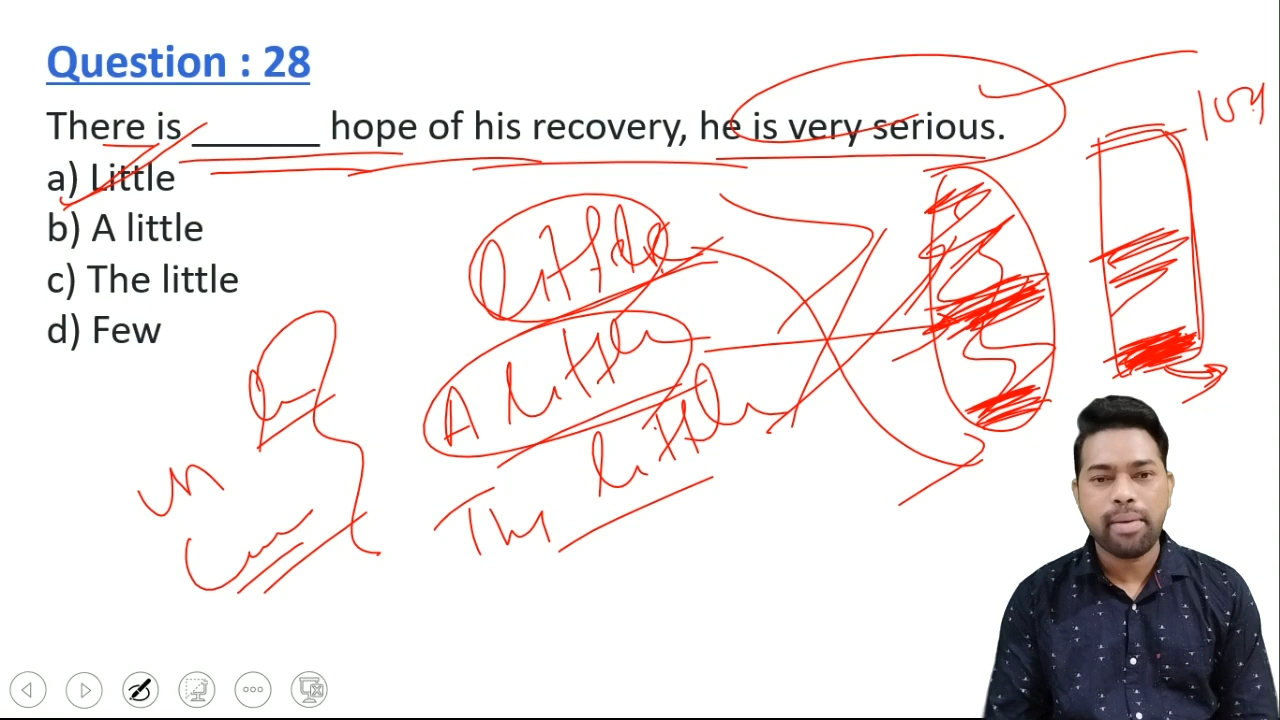 Question : 28
There is ______ hope of his recovery, he is very serious.
a) Little
b) A little
c) The little
d) Few
little
A little
The little